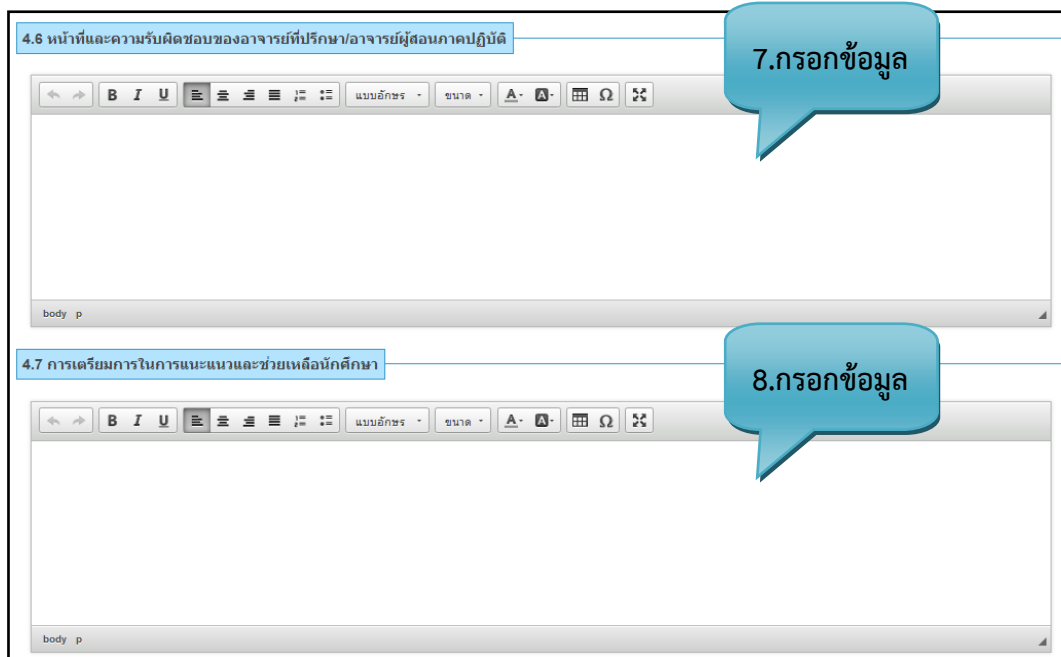 4.6 หน้าที่และความรับผิดชอบของอาจารย์ที่ปรึกษา/อาจารย์ผู้สอนภาคปฏิบัติ
7.กรอกข้อมูล
B I U แบบอักษร ขนาด A A Ω
body p
4.7 การเตรียมการในการแนะแนวและช่วยเหลือนักศึกษา
8.กรอกข้อมูล
B I U แบบอักษร ขนาด A A Ω
body p